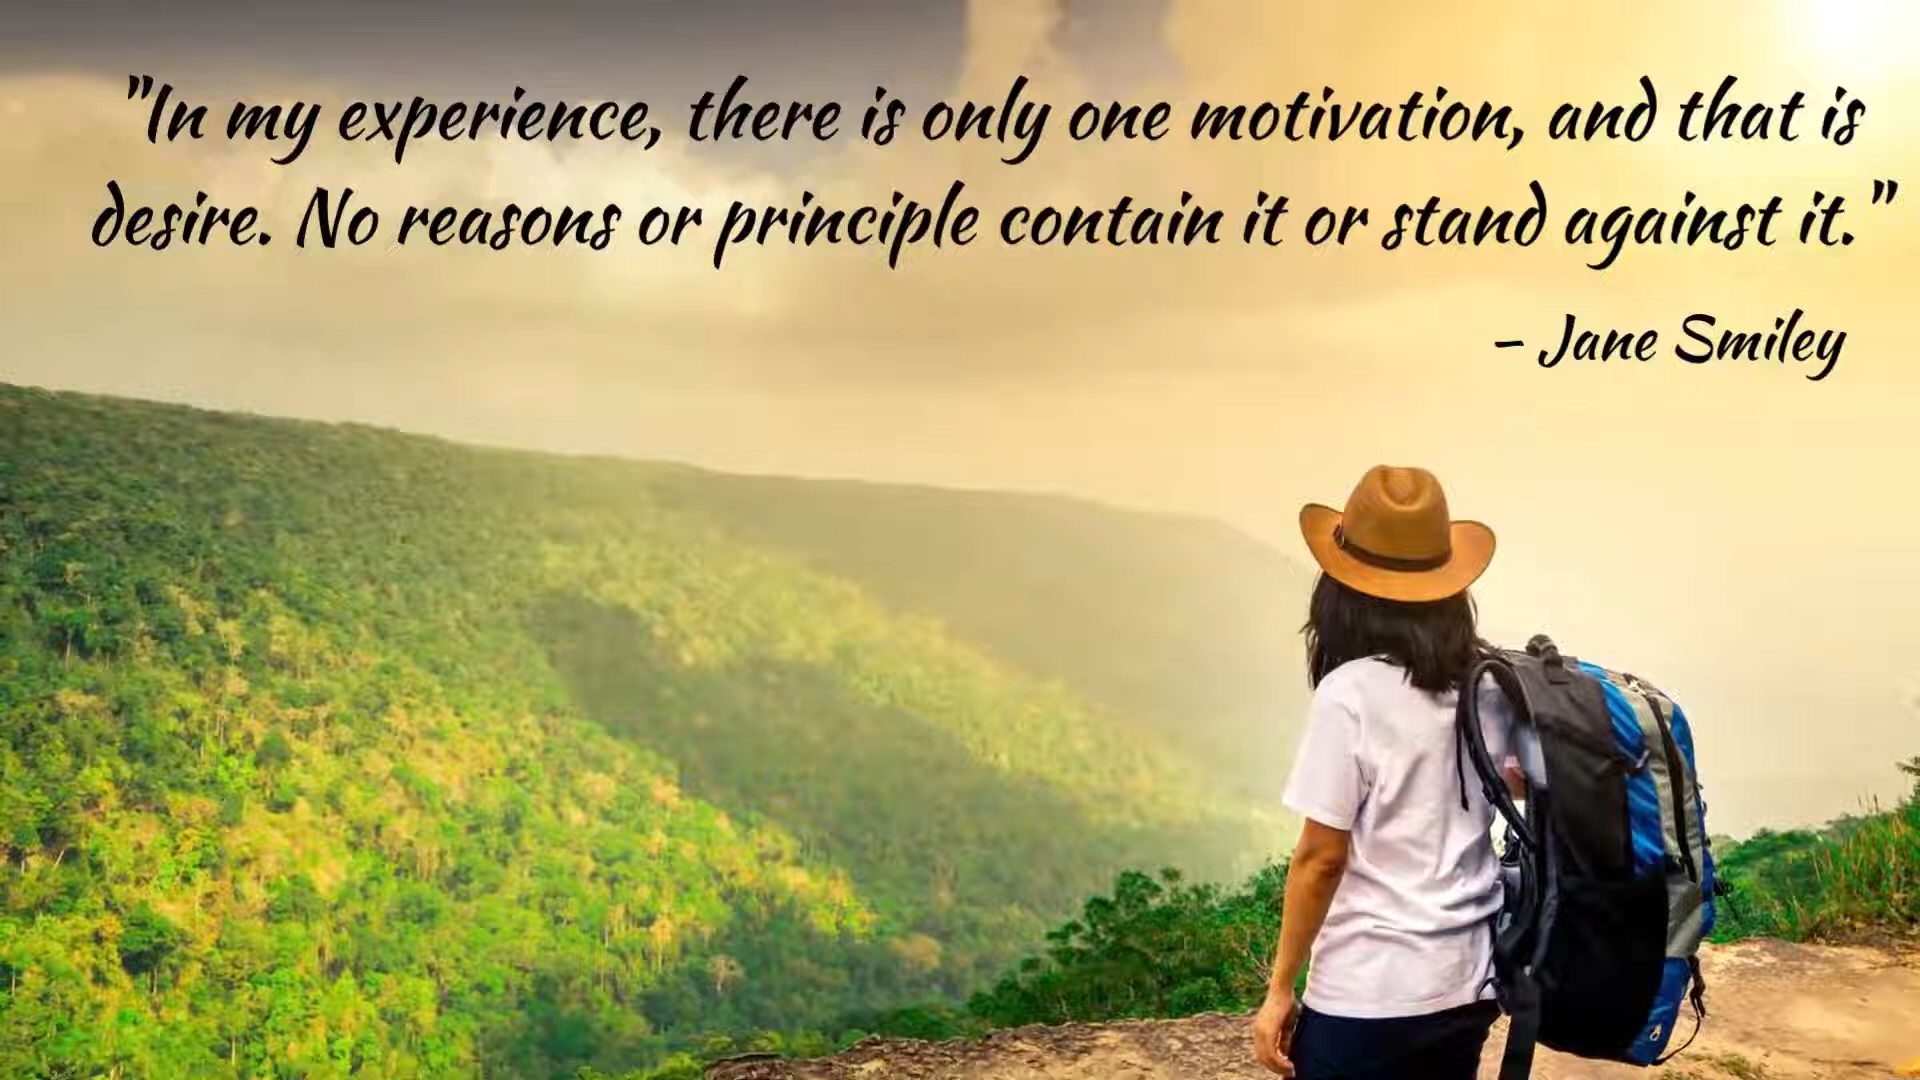 "In my experience, there is only one motivation, and that is
desire. No reasons or principle contain it or stand against it."
– Jane Smiley